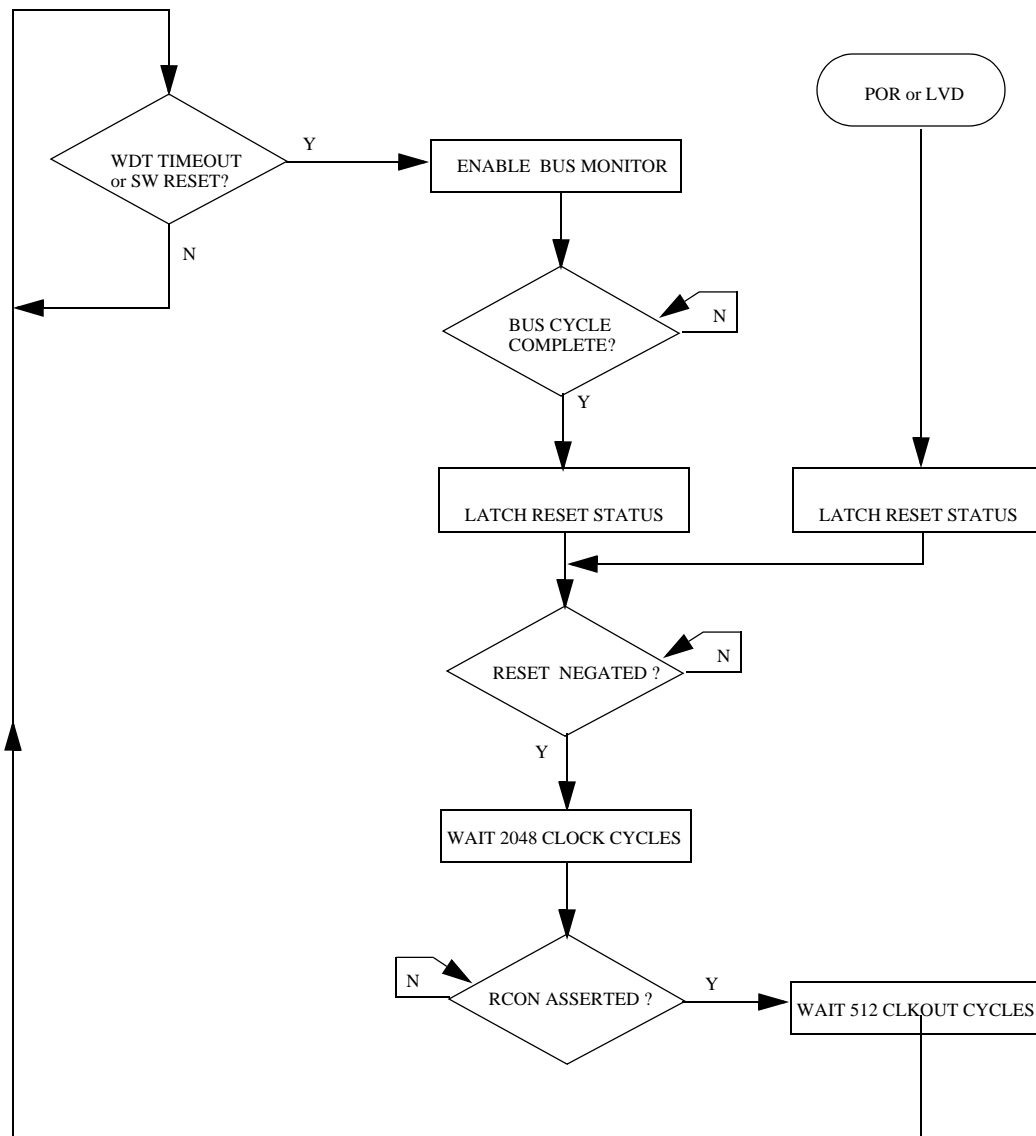 POR or LVD
WDT TIMEOUT
or SW RESET?
Y
ENABLE BUS MONITOR
N
BUS CYCLE
COMPLETE?
N
Y
LATCH RESET STATUS
LATCH RESET STATUS
RESET NEGATED ?
N
Y
WAIT 2048 CLOCK CYCLES
N
RCON ASSERTED ?
Y
WAIT 512 CLKOUT CYCLES